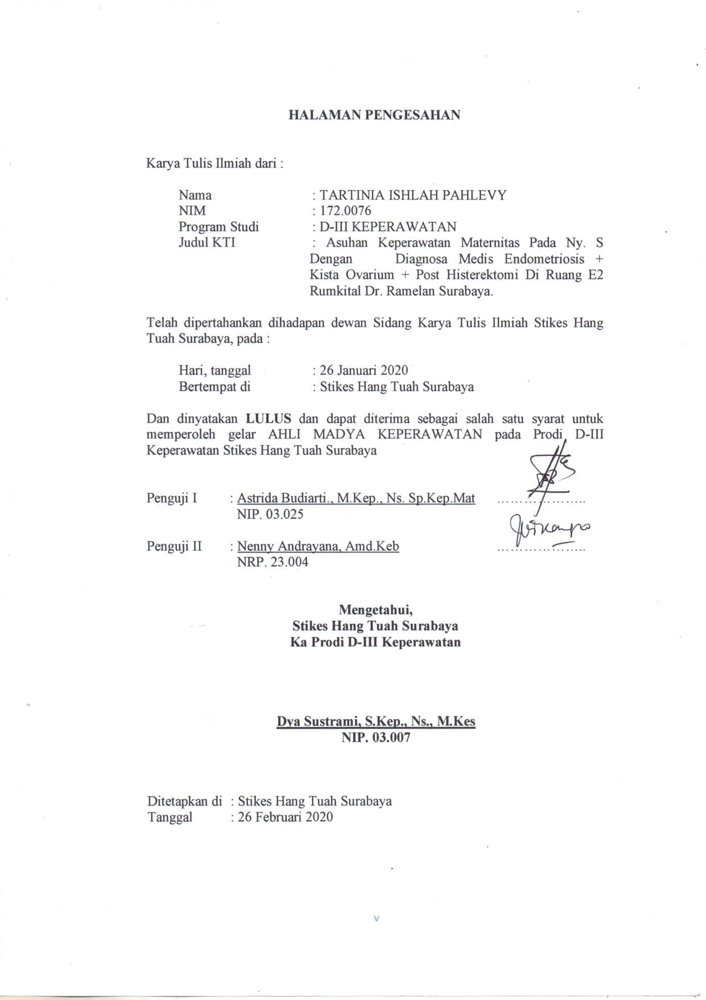 HALAMAN PENGESAHAN
Karya Tulis Ilmiah dari :
Nama : TARTINIA ISHLAH PAHLEVY
NIM : 172.0076
Program Studi : D-III KEPERAWATAN
Judul KTI : Asuhan Keperawatan Maternitas Pada Ny. S
Dengan Diagnosa Medis Endometriosis +
Kista Ovarium + Post Histerektomi Di Ruang E2
Rumkital Dr. Ramelan Surabaya.
Telah dipertahankan dihadapan dewan Sidang Karya Tulis Ilmiah Stikes Hang
Tuah Surabaya, pada :
Hari, tanggal : 26 Januari 2020
Bertempat di : Stikes Hang Tuah Surabaya
Dan dinyatakan LULUS dan dapat diterima sebagai salah satu syarat untuk
memperoleh gelar AHLI MADYA KEPERAWATAN pada Prodi D-III
Keperawatan Stikes Hang Tuah Surabaya
Penguji I : Astrida Budiarti., M.Kep., Ns. Sp.Kep.Mat ....................
NIP. 03.025
Penguji II : Nenny Andrayana, Amd.Keb ....................
NRP. 23.004
Mengetahui,
Stikes Hang Tuah Surabaya
Ka Prodi D-III Keperawatan
Dya Sustrami, S.Kep., Ns., M.Kes
NIP. 03.007
Ditetapkan di : Stikes Hang Tuah Surabaya
Tanggal : 26 Februari 2020
v